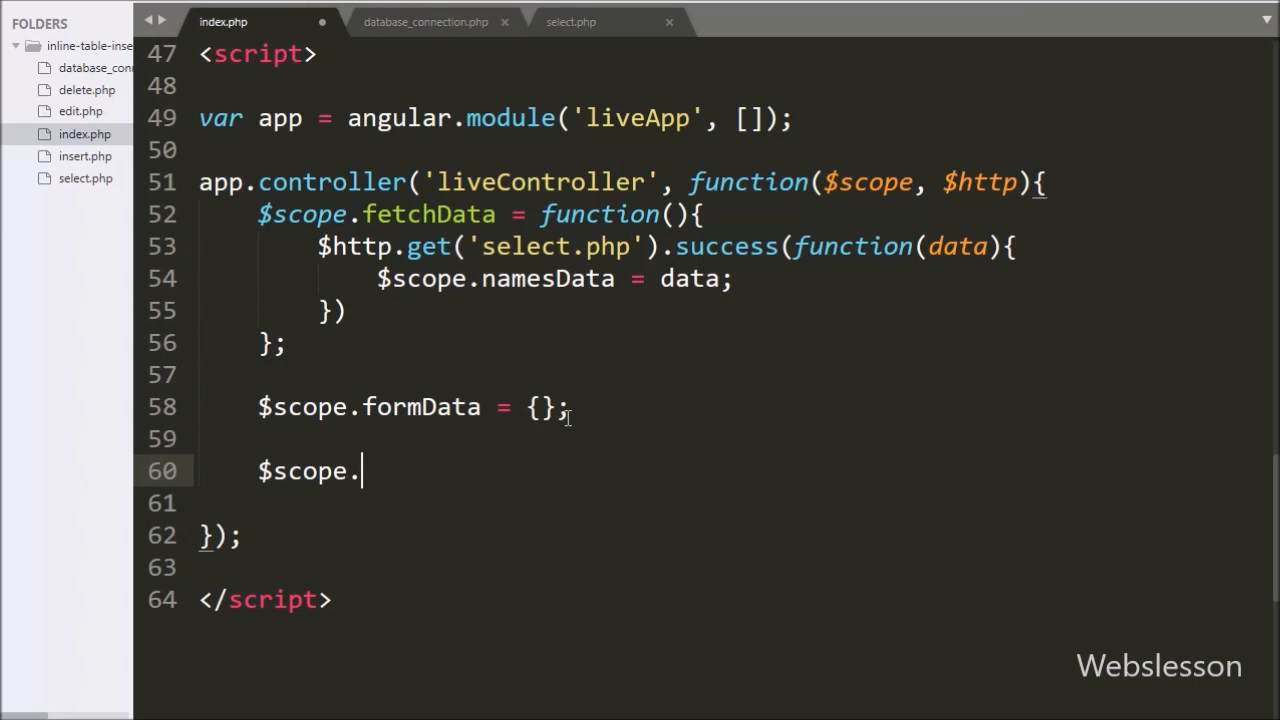 FOLDERS
inline-table-inse
database_conn
delete.php
edit.php
index.php
insert.php
select.php
index.php
database_connection.php
select.php
47 <script>
48
49 var app = angular.module('liveApp', []);
50
51 app.controller('liveController', function($scope, $http){
52 $scope.fetchData = function(){
53 $http.get('select.php').success(function(data){
54 $scope.namesData = data;
55 })
56 };
57
58 $scope.formData = {};
59
60 $scope.
61
62 });
63
64 </script>
Webslesson